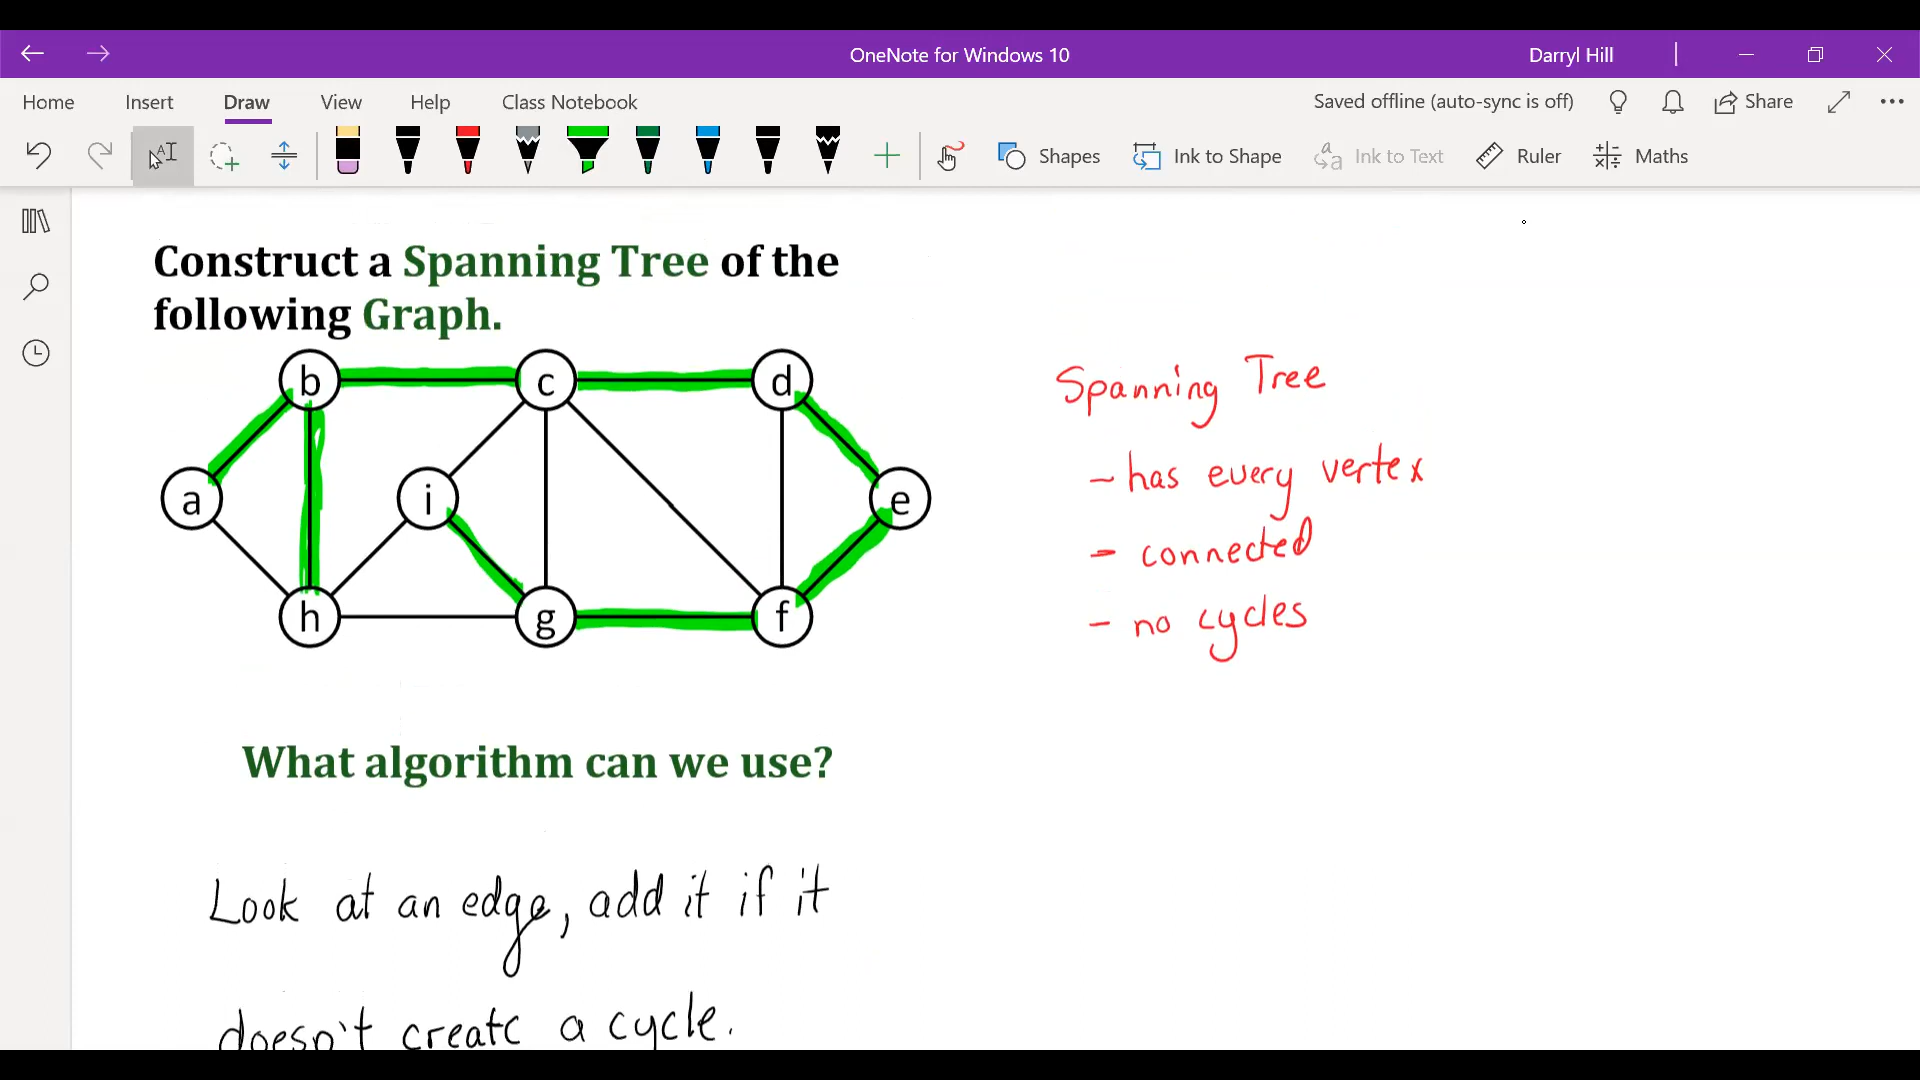 OneNote for Windows 10
Darryl Hill
Home Insert Draw View Help Class Notebook
Saved offline (auto-sync is off) Share
Shapes Ink to Shape Ink to Text Ruler Maths
Construct a Spanning Tree of the
following Graph.
b c d
a i e
h g f
Spanning Tree
- has every vertex
- connected
- no cycles
What algorithm can we use?
Look at an edge, add it if it
doesn't create a cycle.